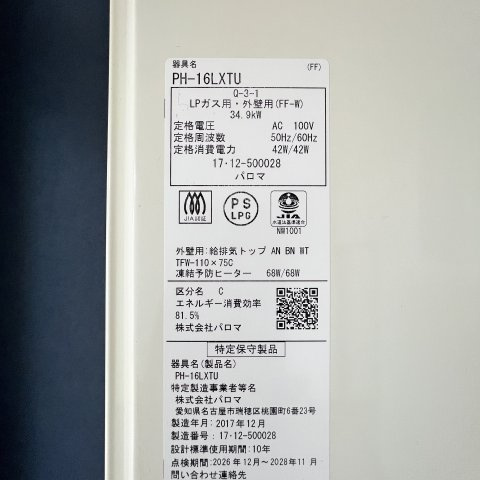 器具名 (FF)
PH-16LXTU
Q-3-1
LPガス用・外壁用(FF-W)
34.9kW
定格電圧 AC 100V
定格周波数 50Hz/60Hz
定格消費電力 42W/42W
17・12-500028
パロマ
JIA認証
PS
LPG
JIA
水道法基準適合
NW1001
外壁用:給排気トップ AN BN WT
TFW-110×75C
凍結予防ヒーター 68W/68W
区分名 C
エネルギー消費効率
81.5%
株式会社パロマ
特定保守製品
器具名(製品名)
PH-16LXTU
特定製造事業者等名
株式会社パロマ
愛知県名古屋市瑞穂区桃園町6番23号
製造年月:2017年12月
製造番号:17・12-500028
設計標準使用期間:10年
点検期間:2026年12月～2028年11月
問い合わせ連絡先